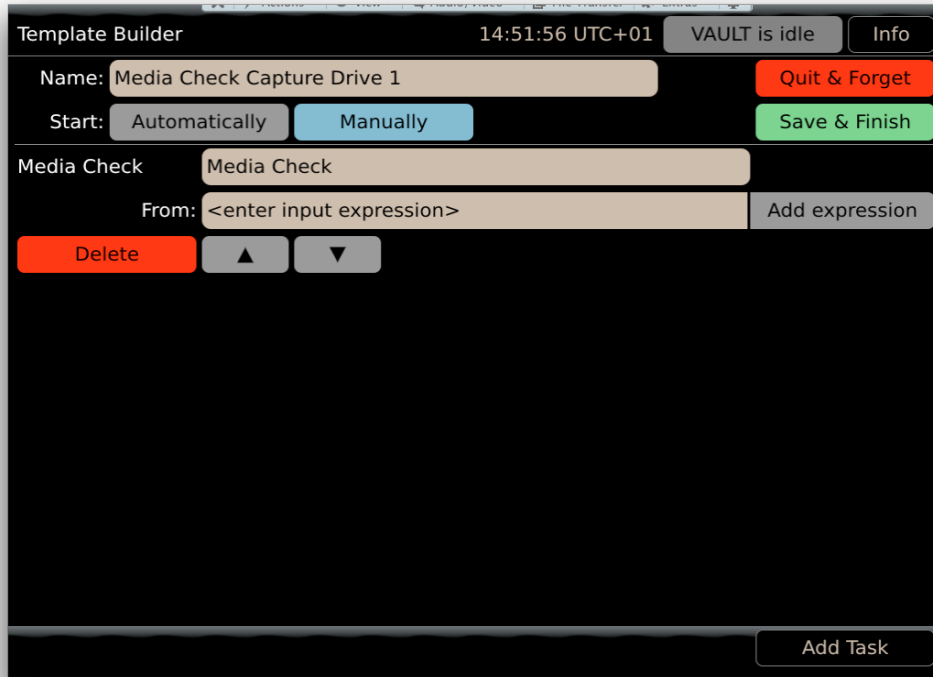 Template Builder 14:51:56 UTC+01 VAULT is idle Info
Name: Media Check Capture Drive 1 Quit & Forget
Start: Automatically Manually Save & Finish
Media Check Media Check
From: <enter input expression> Add expression
Delete ▲ ▼
Add Task